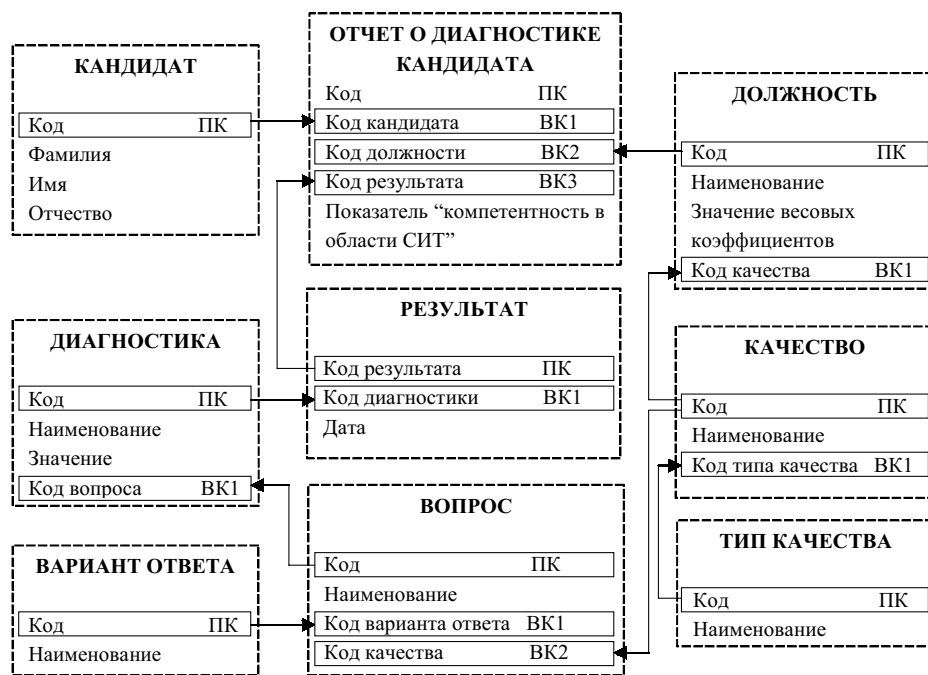 КАНДИДАТ
Код ПК
Фамилия
Имя
Отчество
ОТЧЕТ О ДИАГНОСТИКЕ
КАНДИДАТА
Код ПК
Код кандидата ВК1
Код должности ВК2
Код результата ВК3
Показатель “компетентность в
области СИТ”
ДОЛЖНОСТЬ
Код ПК
Наименование
Значение весовых
коэффициентов
Код качества ВК1
ДИАГНОСТИКА
Код ПК
Наименование
Значение
Код вопроса ВК1
РЕЗУЛЬТАТ
Код результата ПК
Код диагностики ВК1
Дата
КАЧЕСТВО
Код ПК
Наименование
Код типа качества ВК1
ВАРИАНТ ОТВЕТА
Код ПК
Наименование
ВОПРОС
Код ПК
Наименование
Код варианта ответа ВК1
Код качества ВК2
ТИП КАЧЕСТВА
Код ПК
Наименование